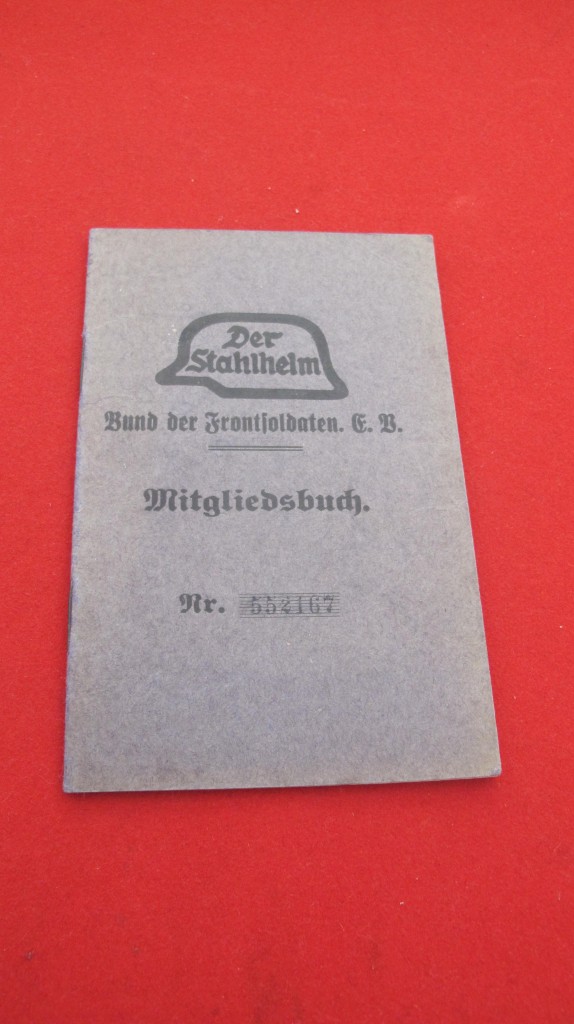 Der
Stahlhelm
Bund der Frontsoldaten. E. V.
Mitgliedsbuch.
Nr. 552167